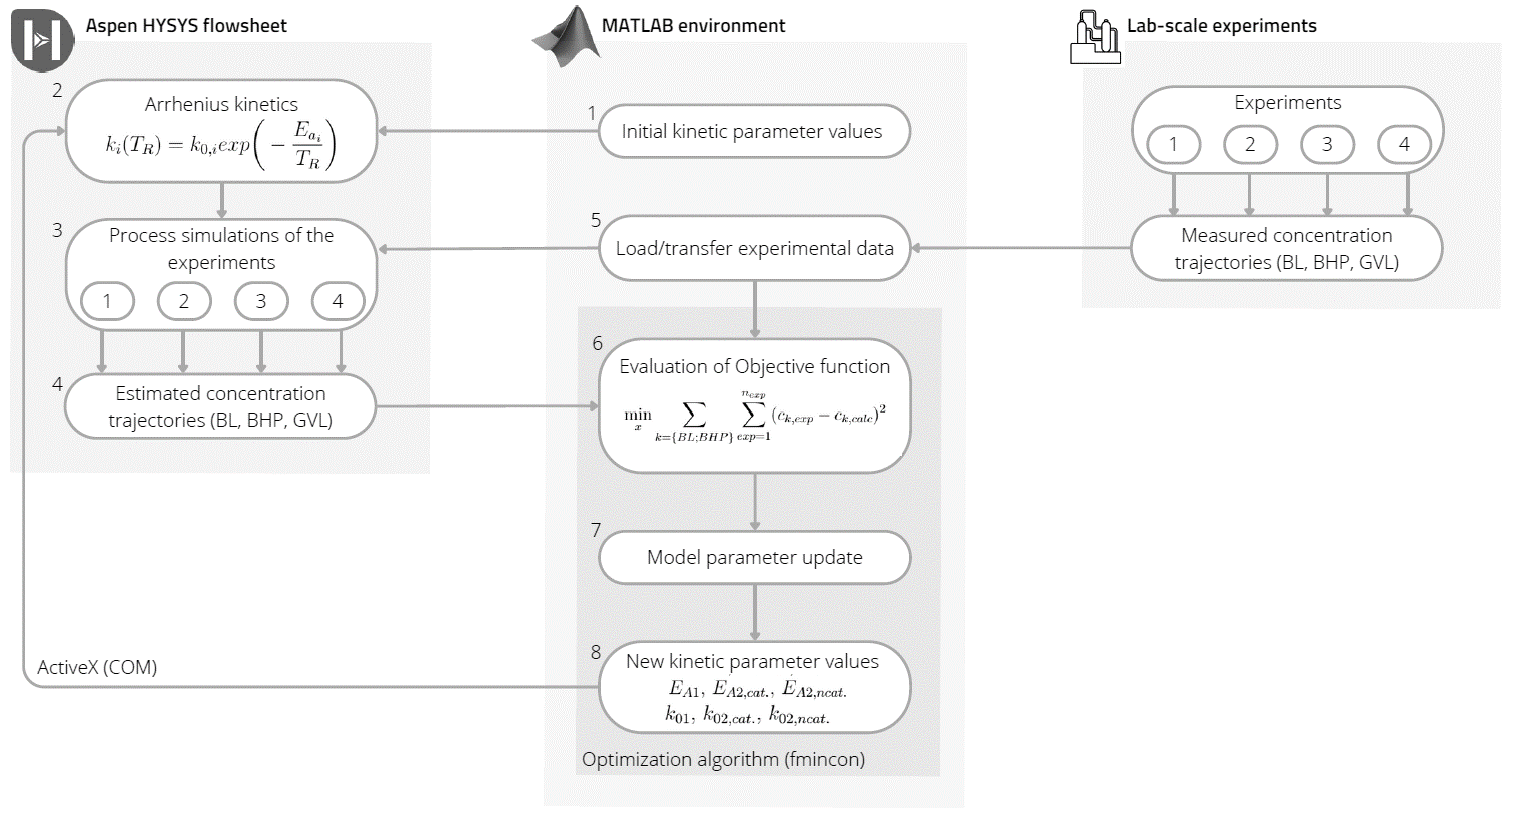 Aspen HYSYS flowsheet
2
Arrhenius kinetics
k_i(T_R) = k_{0,i}exp(− E_{a_i} / T_R)
3
Process simulations of the
experiments
1 2 3 4
4
Estimated concentration
trajectories (BL, BHP, GVL)
ActiveX (COM)
MATLAB environment
1
Initial kinetic parameter values
5
Load/transfer experimental data
6
Evaluation of Objective function
min_x ∑_{k={BL;BHP}} ∑_{exp=1}^{n_{exp}} (c_{k,exp} − c_{k,calc})^2
7
Model parameter update
8
New kinetic parameter values
E_{A1}, E_{A2,cat.}, E_{A2,ncat.}
k_{01}, k_{02,cat.}, k_{02,ncat.}
Optimization algorithm (fmincon)
Lab-scale experiments
Experiments
1 2 3 4
Measured concentration
trajectories (BL, BHP, GVL)